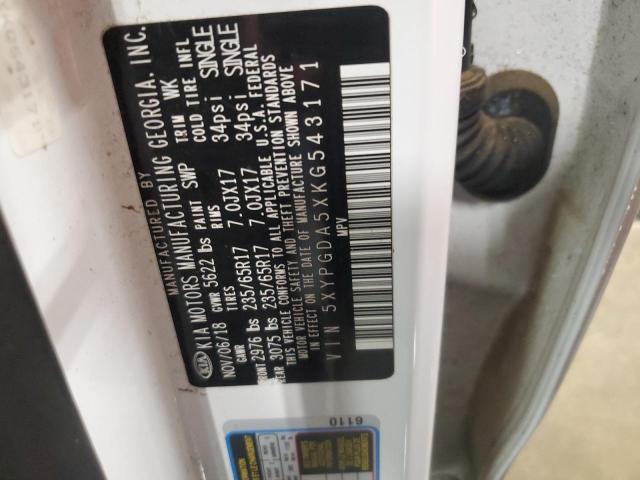 MANUFACTURED BY
KIA KIA MOTORS MANUFACTURING GEORGIA. INC.
NOV/06/18 GVWR 5622 lbs PAINT SWP TRIM WK
GAWR TIRES RIMS COLD TIRE INFL
FRONT 2976 lbs 235/65R17 7.0JX17 34psi SINGLE
REAR 3075 lbs 235/65R17 7.0JX17 34psi SINGLE
THIS VEHICLE CONFORMS TO ALL APPLICABLE U.S.A. FEDERAL
MOTOR VEHICLE SAFETY AND THEFT PREVENTION STANDARDS
IN EFFECT ON THE DATE OF MANUFACTURE SHOWN ABOVE
VIN 5XYPGDA5XKG543171
MPV
6110